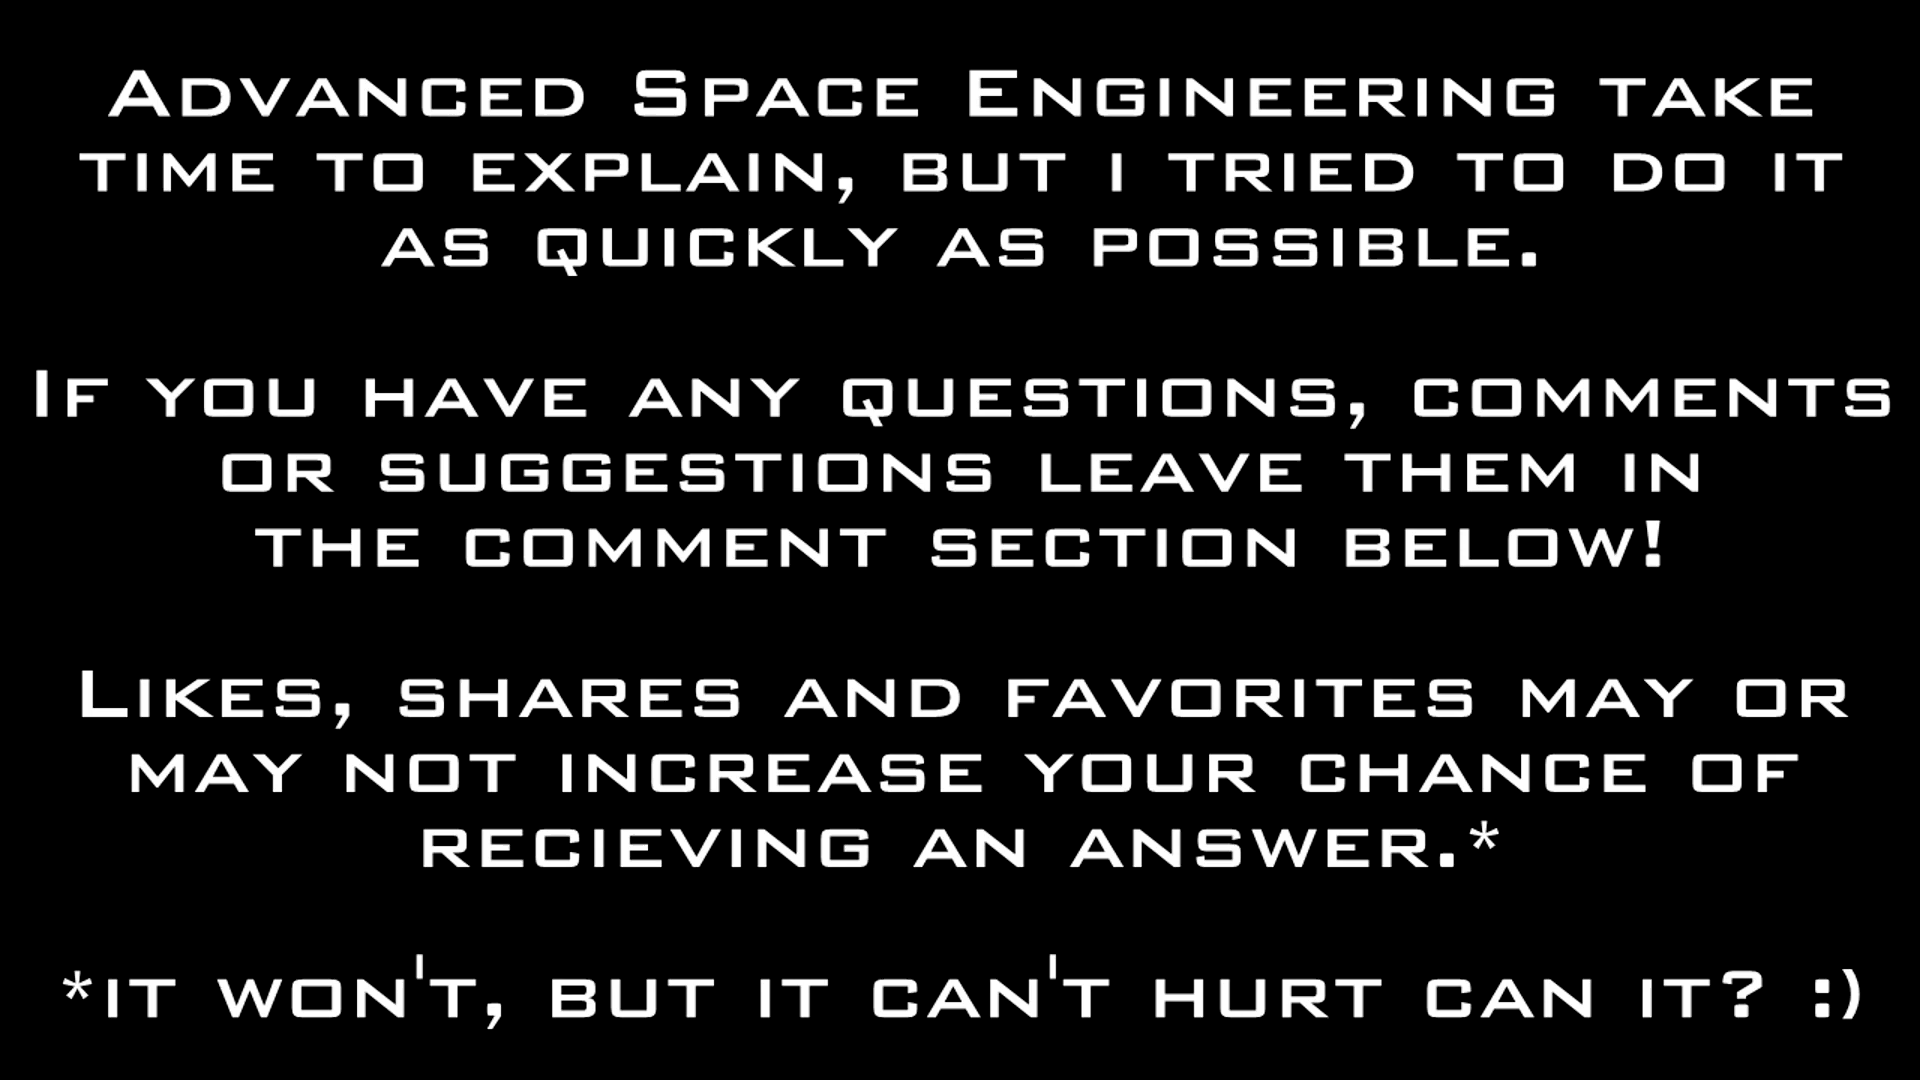 Advanced Space Engineering take
time to explain, but i tried to do it
as quickly as possible.
If you have any questions, comments
or suggestions leave them in
the comment section below!
Likes, shares and favorites may or
may not increase your chance of
recieving an answer.*
*it won't, but it can't hurt can it? :)